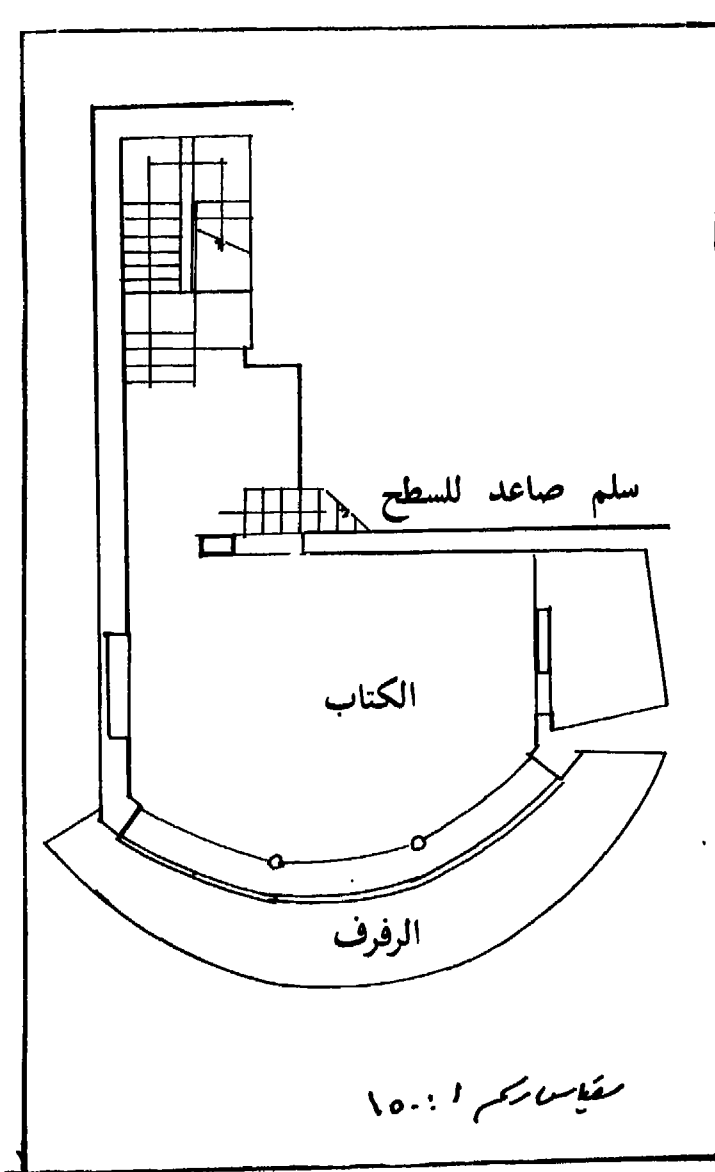 سلم صاعد للسطح
الكتاب
الرفرف
مقياس رسم ١ : ١٥٠